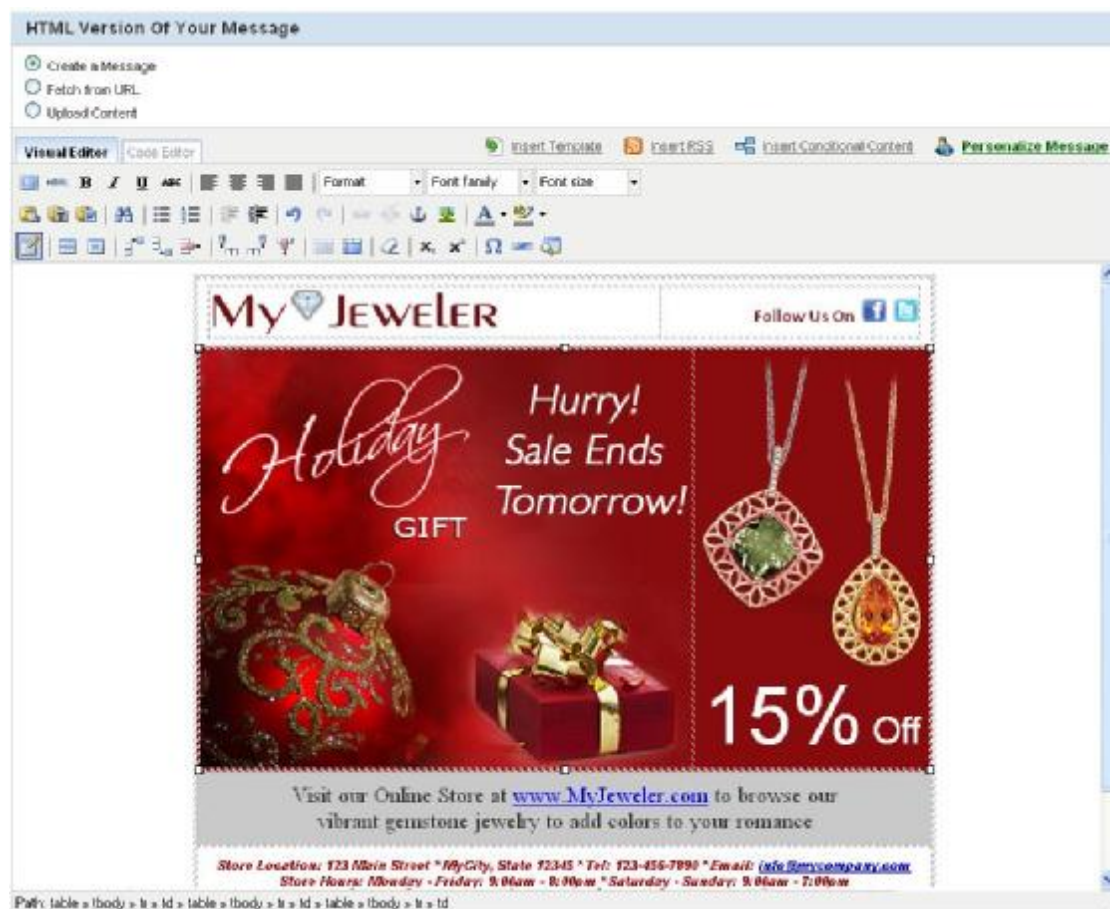 HTML Version Of Your Message
Create a Message
Fetch from URL
Upload Content
Visual Editor Code Editor Insert Template Insert RSS Insert Conditional Content Personalize Message
HTML B I U ABC Format Font family Font size
My Jeweler Follow Us On
Holiday
GIFT
Hurry!
Sale Ends
Tomorrow!
15% Off
Visit our Online Store at www.MyJeweler.com to browse our
vibrant gemstone jewelry to add colors to your romance
Store Location: 123 Main Street * MyCity, State 12345 * Tel: 123-456-7890 * Email: info@mycompany.com
Store Hours: Monday - Friday: 9:00am - 8:00pm * Saturday - Sunday: 9:00am - 7:00pm
Path: table » tbody » tr » td » table » tbody » tr » td » table » tbody » tr » td